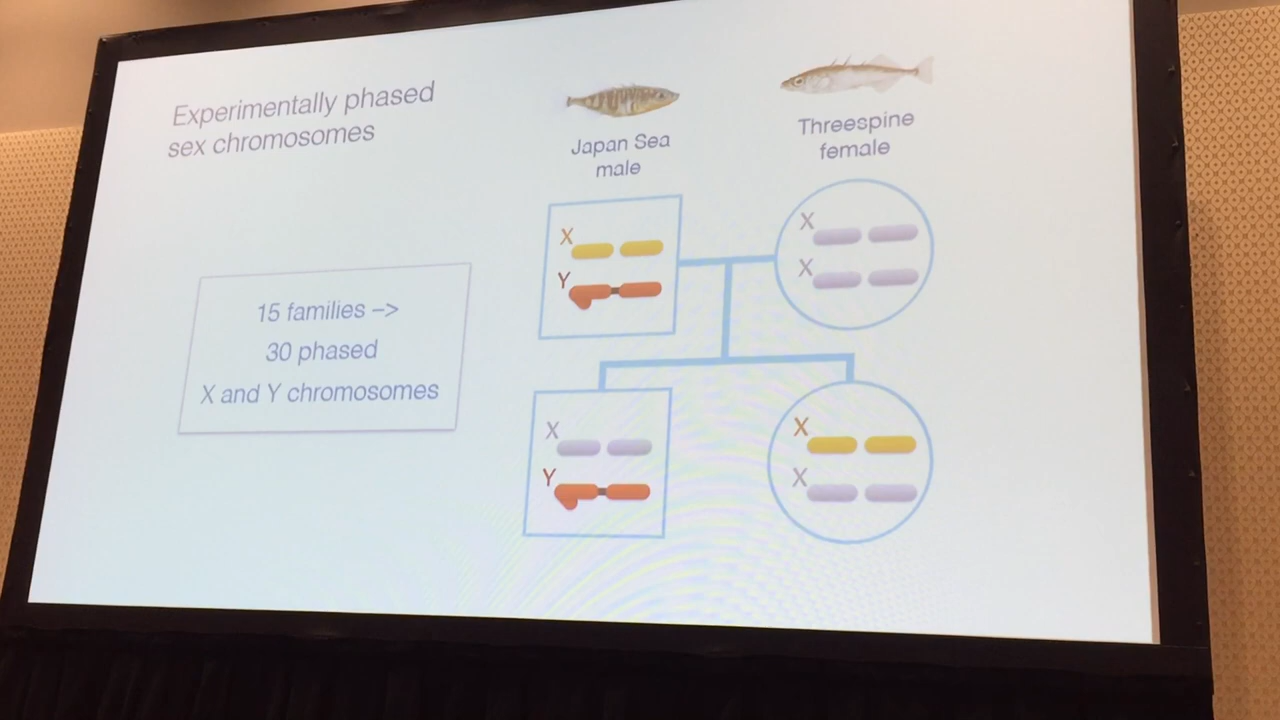 Experimentally phased
sex chromosomes
Japan Sea
male
Threespine
female
X
Y
X
X
15 families –>
30 phased
X and Y chromosomes
X
Y
X
X